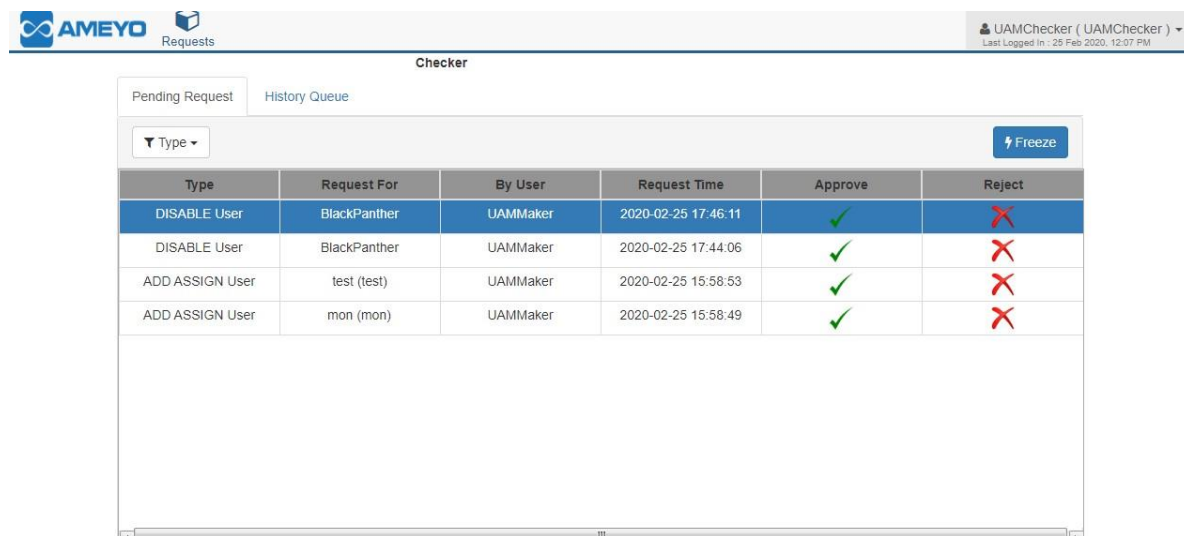 AMEYO
Requests
UAMChecker ( UAMChecker )
Last Logged In : 25 Feb 2020, 12:07 PM
Checker
Pending Request History Queue
Type Freeze
Type Request For By User Request Time Approve Reject
DISABLE User BlackPanther UAMMaker 2020-02-25 17:46:11
DISABLE User BlackPanther UAMMaker 2020-02-25 17:44:06
ADD ASSIGN User test (test) UAMMaker 2020-02-25 15:58:53
ADD ASSIGN User mon (mon) UAMMaker 2020-02-25 15:58:49